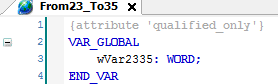 From23_To35
1 {attribute 'qualified_only'}
2 VAR_GLOBAL
3 wVar2335: WORD;
4 END_VAR